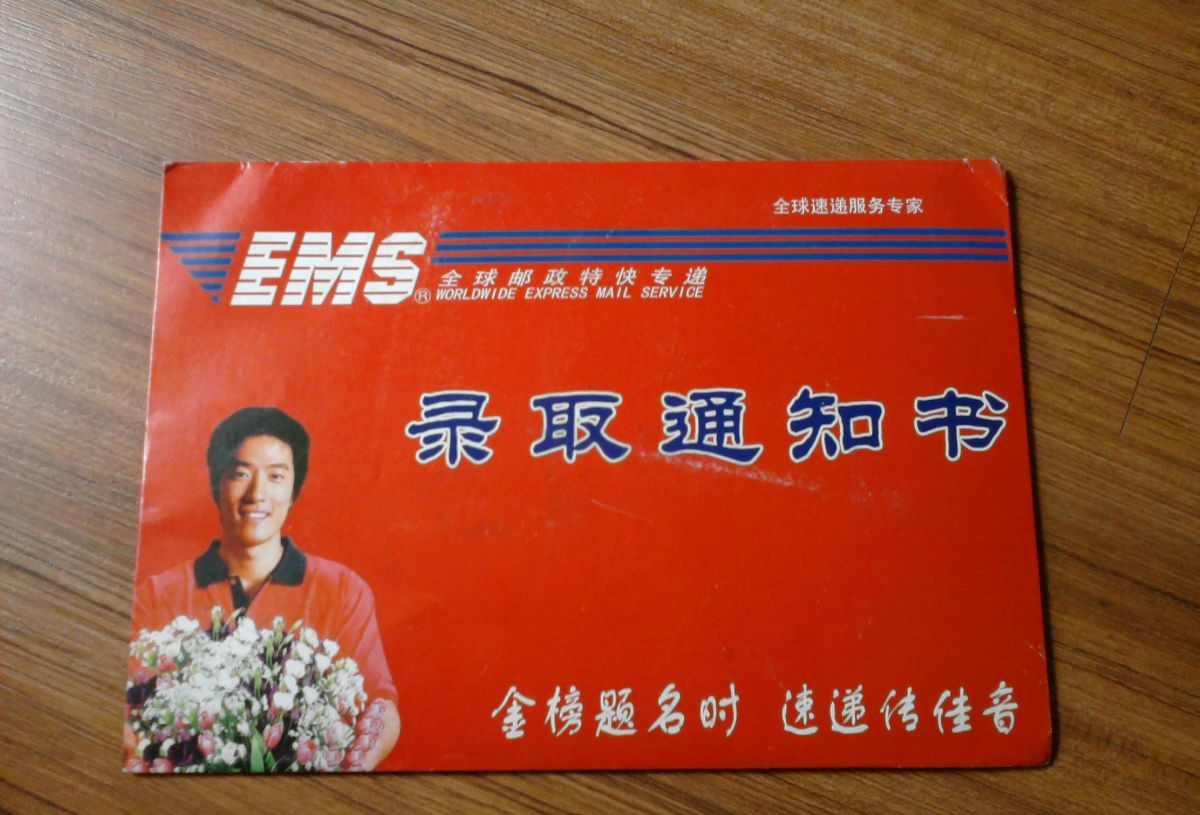 全球速递服务专家
EMS®
全球邮政特快专递
WORLDWIDE EXPRESS MAIL SERVICE
录取通知书
金榜题名时 速递传佳音